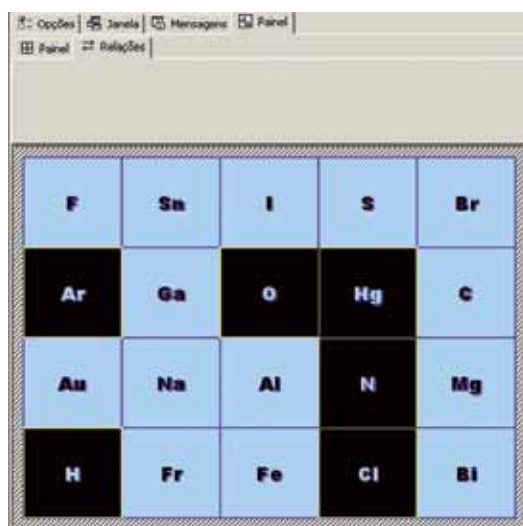 Opções Janela Mensagens Painel
Painel Relações
F Sn I S Br
Ar Ga O Hg C
Au Na Al N Mg
H Fr Fe Cl Bi